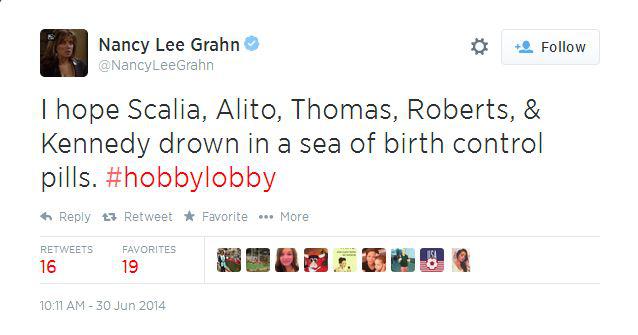 Nancy Lee Grahn
@NancyLeeGrahn
Follow
I hope Scalia, Alito, Thomas, Roberts, &
Kennedy drown in a sea of birth control
pills. #hobbylobby
Reply Retweet Favorite ••• More
RETWEETS FAVORITES
16 19
USA
10:11 AM - 30 Jun 2014